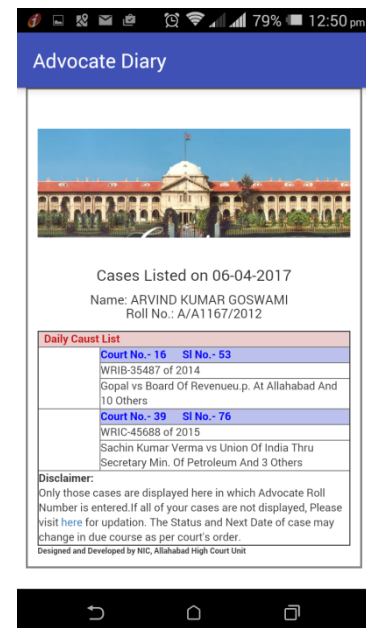 79% 12:50 pm
Advocate Diary
Cases Listed on 06-04-2017
Name: ARVIND KUMAR GOSWAMI
Roll No.: A/A1167/2012
Daily Caust List
Court No.- 16 Sl No.- 53
WRIB-35487 of 2014
Gopal vs Board Of Revenueu.p. At Allahabad And
10 Others
Court No.- 39 Sl No.- 76
WRIC-45688 of 2015
Sachin Kumar Verma vs Union Of India Thru
Secretary Min. Of Petroleum And 3 Others
Disclaimer:
Only those cases are displayed here in which Advocate Roll
Number is entered.If all of your cases are not displayed, Please
visit here for updation. The Status and Next Date of case may
change in due course as per court's order.
Designed and Developed by NIC, Allahabad High Court Unit